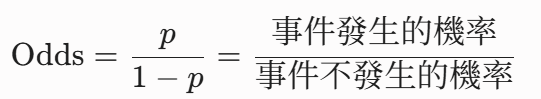 Odds = p / (1 − p) = 事件發生的機率 / 事件不發生的機率